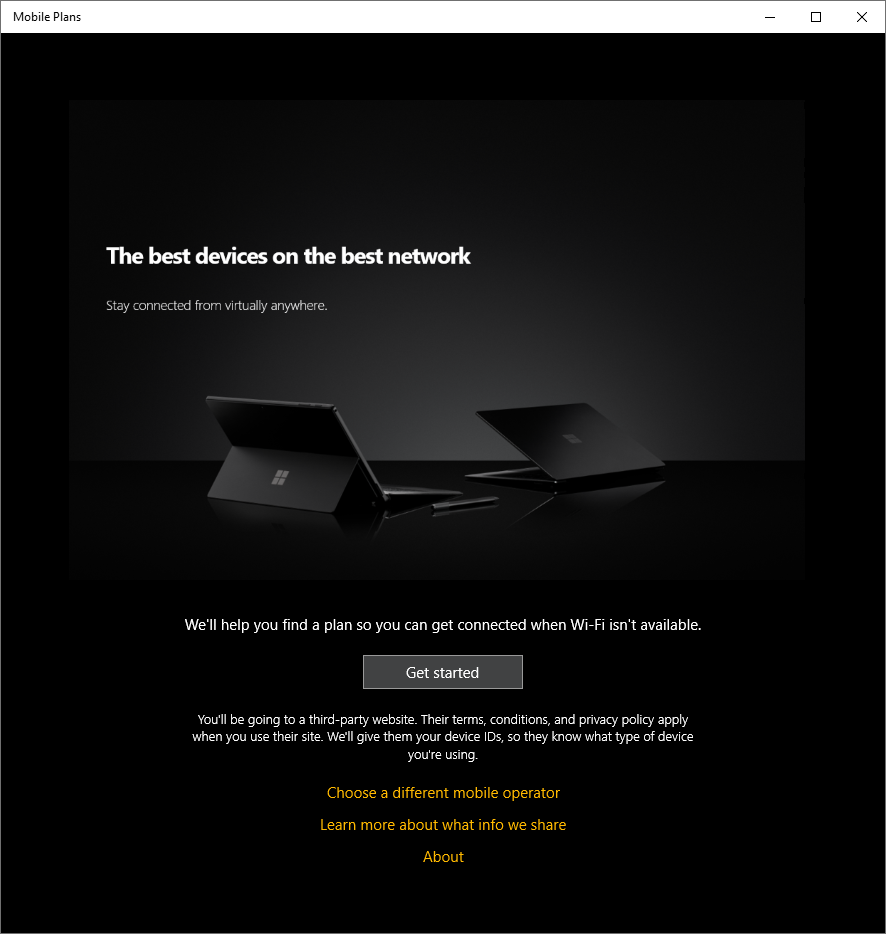 Mobile Plans
The best devices on the best network
Stay connected from virtually anywhere.
We'll help you find a plan so you can get connected when Wi-Fi isn't available.
Get started
You'll be going to a third-party website. Their terms, conditions, and privacy policy apply
when you use their site. We'll give them your device IDs, so they know what type of device
you're using.
Choose a different mobile operator
Learn more about what info we share
About